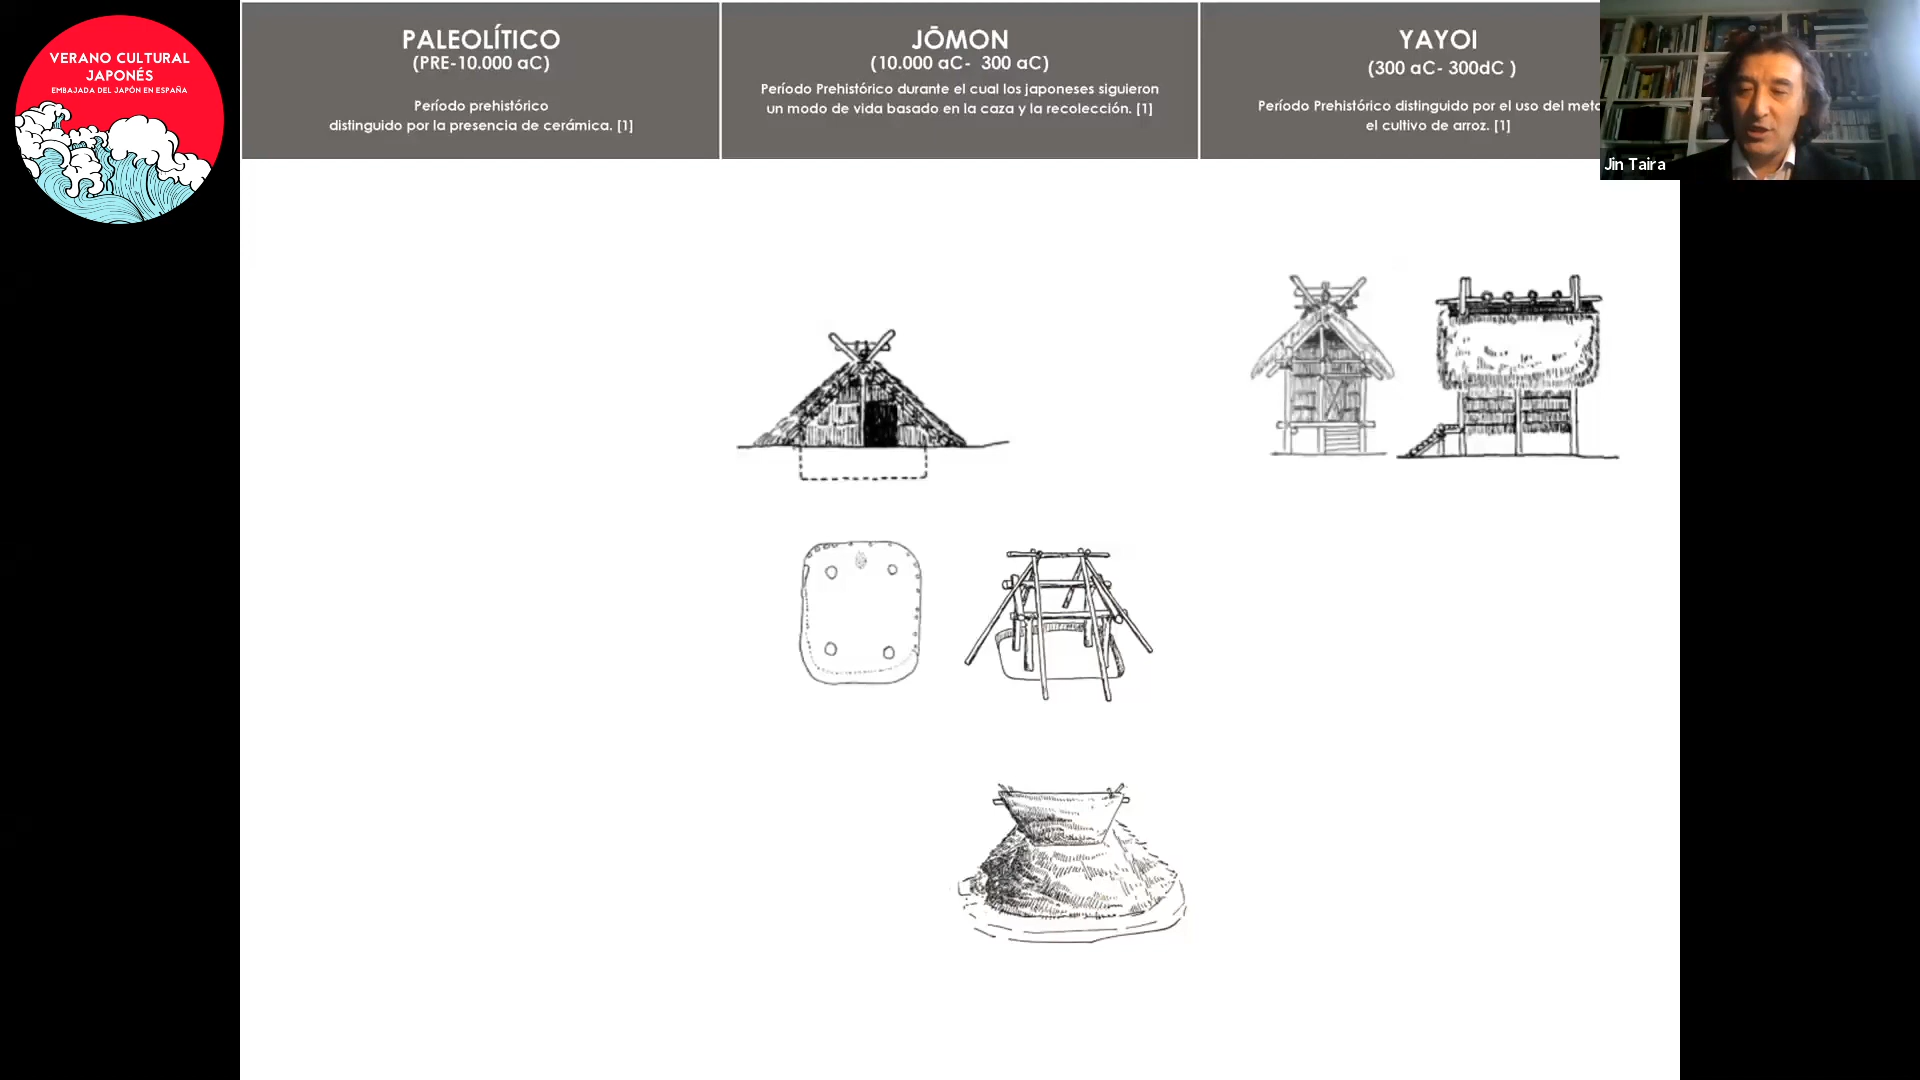 VERANO CULTURAL
JAPONÉS
EMBAJADA DEL JAPÓN EN ESPAÑA
PALEOLÍTICO
(PRE-10.000 aC)
Período prehistórico
distinguido por la presencia de cerámica. [1]
JŌMON
(10.000 aC- 300 aC)
Período Prehistórico durante el cual los japoneses siguieron
un modo de vida basado en la caza y la recolección. [1]
YAYOI
(300 aC- 300dC )
Período Prehistórico distinguido por el uso del
el cultivo de arroz. [1]
Jin Taira